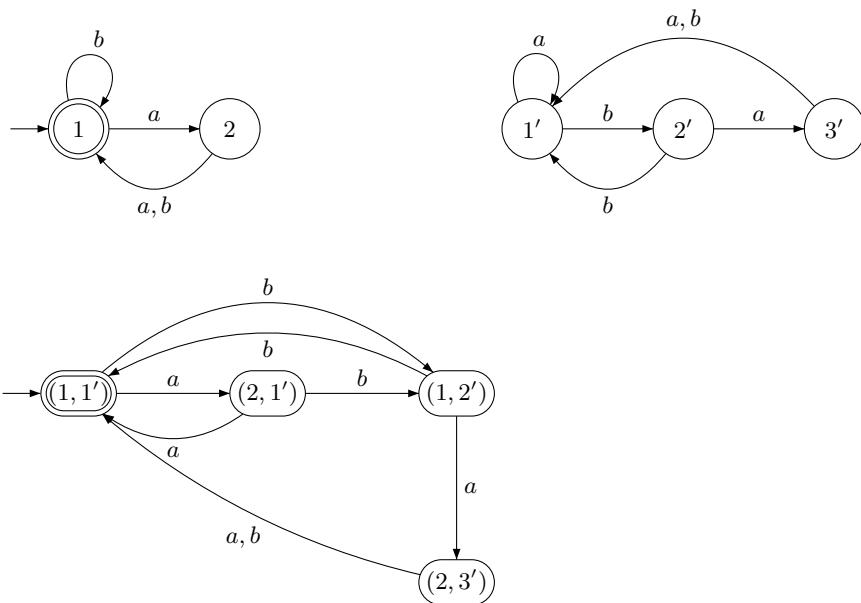 b
a
1
a
2
a, b
a, b
a
1′
b
2′
a
3′
b
b
b
(1, 1′)
a
(2, 1′)
b
(1, 2′)
a
a
a, b
(2, 3′)